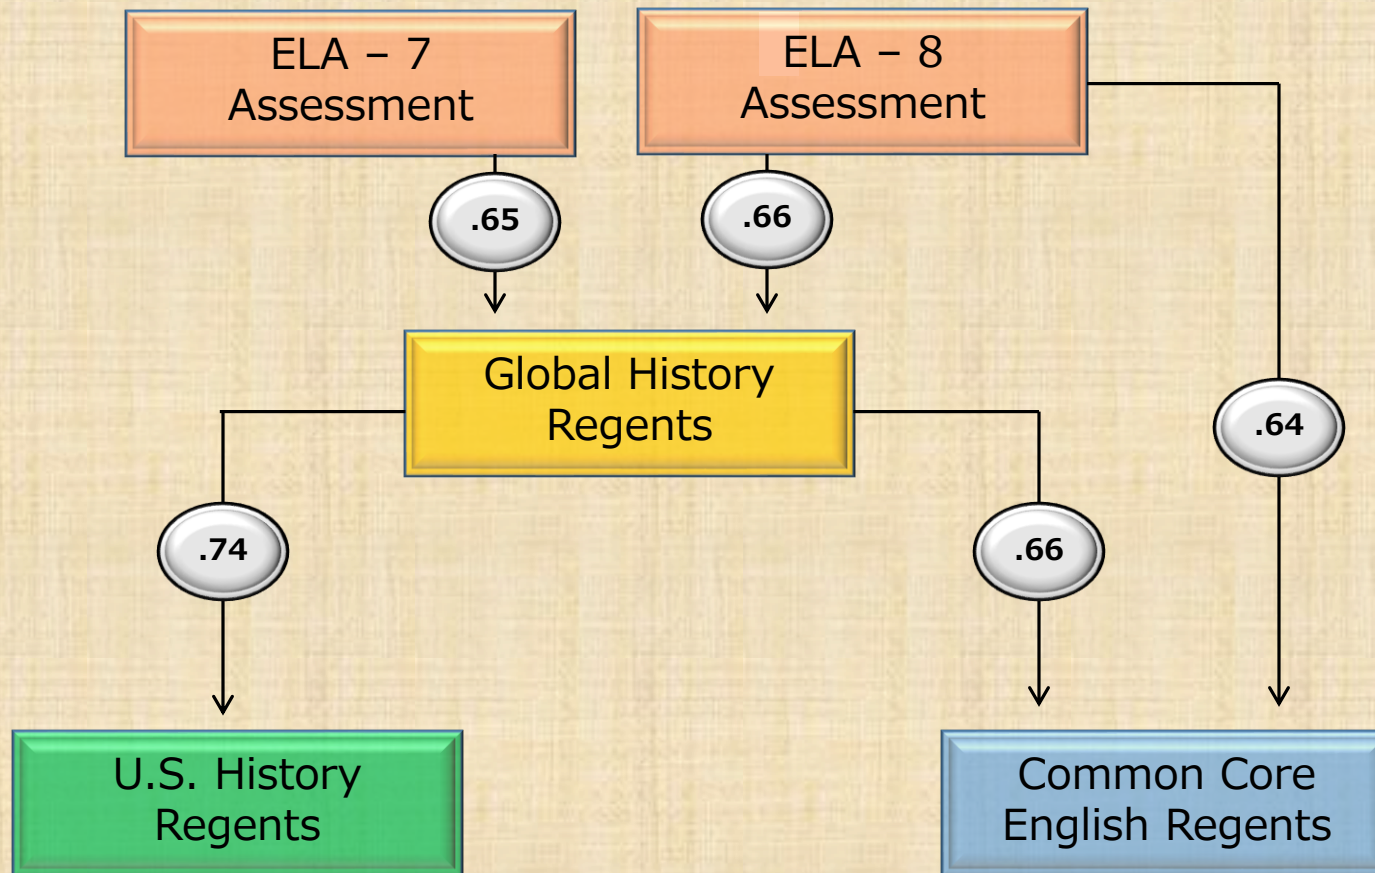 ELA – 7
Assessment
ELA – 8
Assessment
.65
.66
Global History
Regents
.64
.74
.66
U.S. History
Regents
Common Core
English Regents